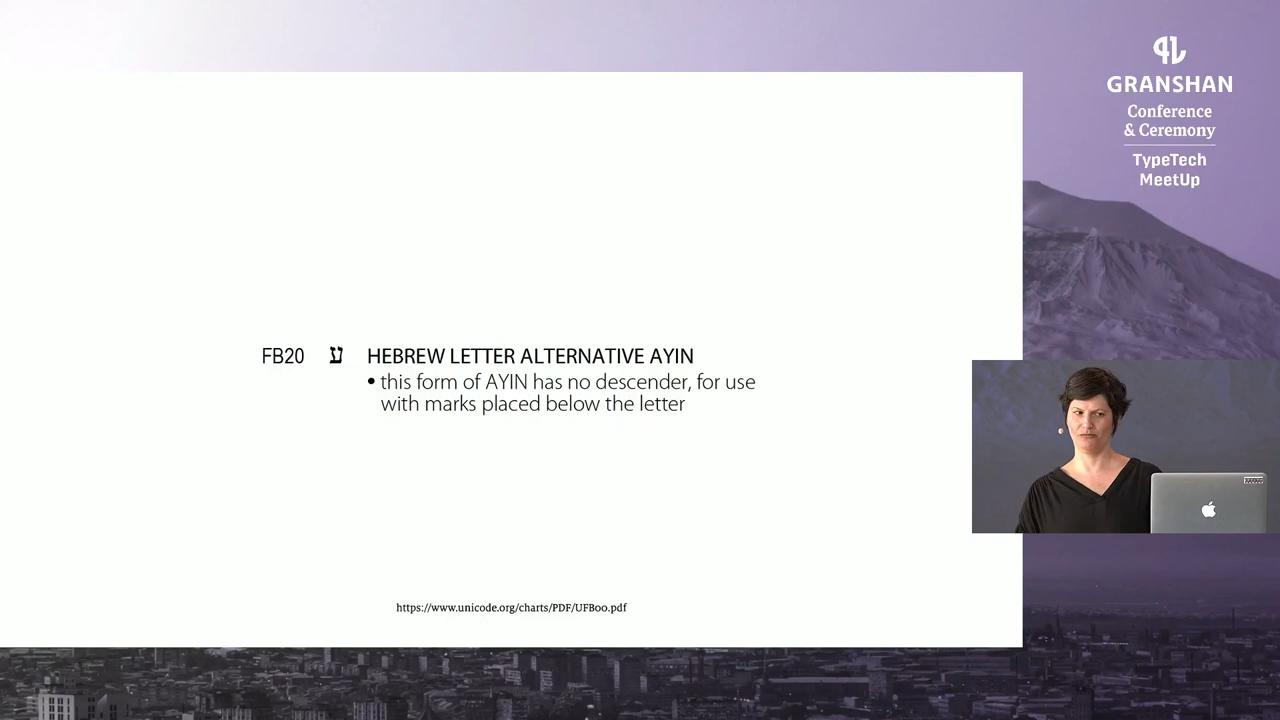 GRANSHAN
Conference
& Ceremony
TypeTech
MeetUp
FB20 ﬠ HEBREW LETTER ALTERNATIVE AYIN
• this form of AYIN has no descender, for use
with marks placed below the letter
https://www.unicode.org/charts/PDF/UFB00.pdf